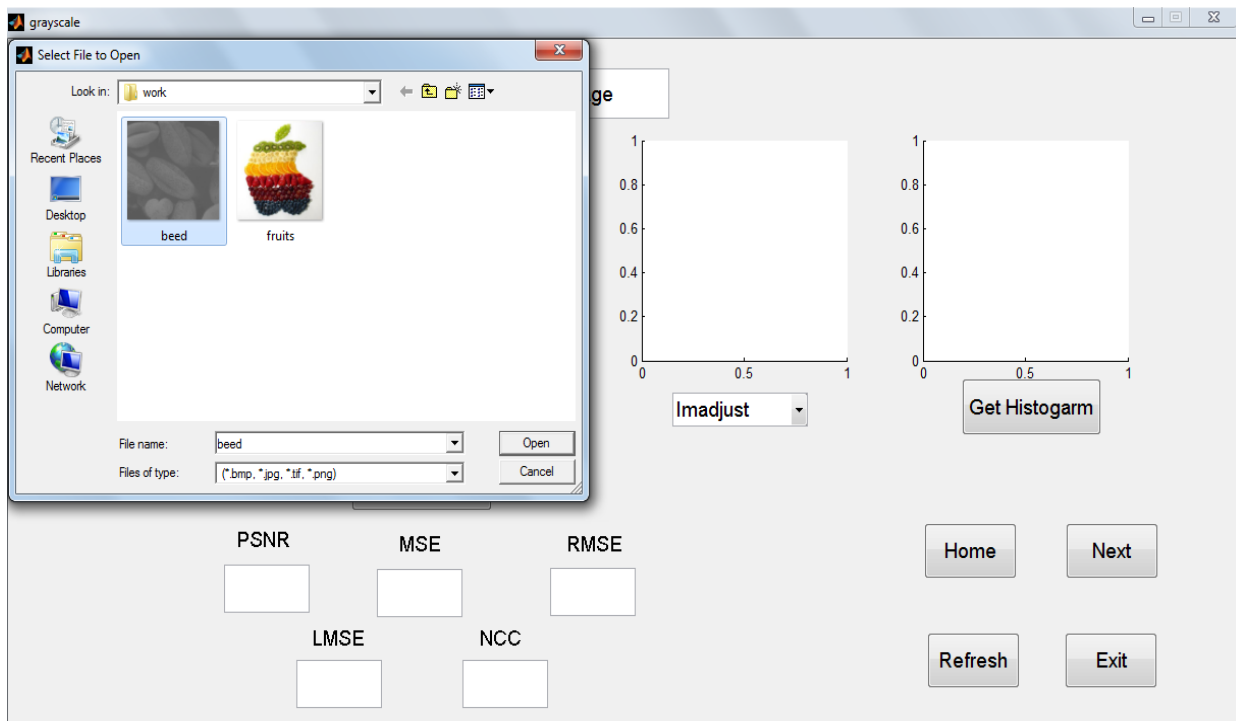 grayscale
Select File to Open
Look in: work
Recent Places
Desktop
Libraries
Computer
Network
beed fruits
File name: beed Open
Files of type: (*.bmp, *.jpg, *.tif, *.png) Cancel
ge
1
0.8
0.6
0.4
0.2
0
0 0.5 1
Imadjust
1
0.8
0.6
0.4
0.2
0
0 0.5 1
Get Histogarm
PSNR MSE RMSE
LMSE NCC
Home Next
Refresh Exit